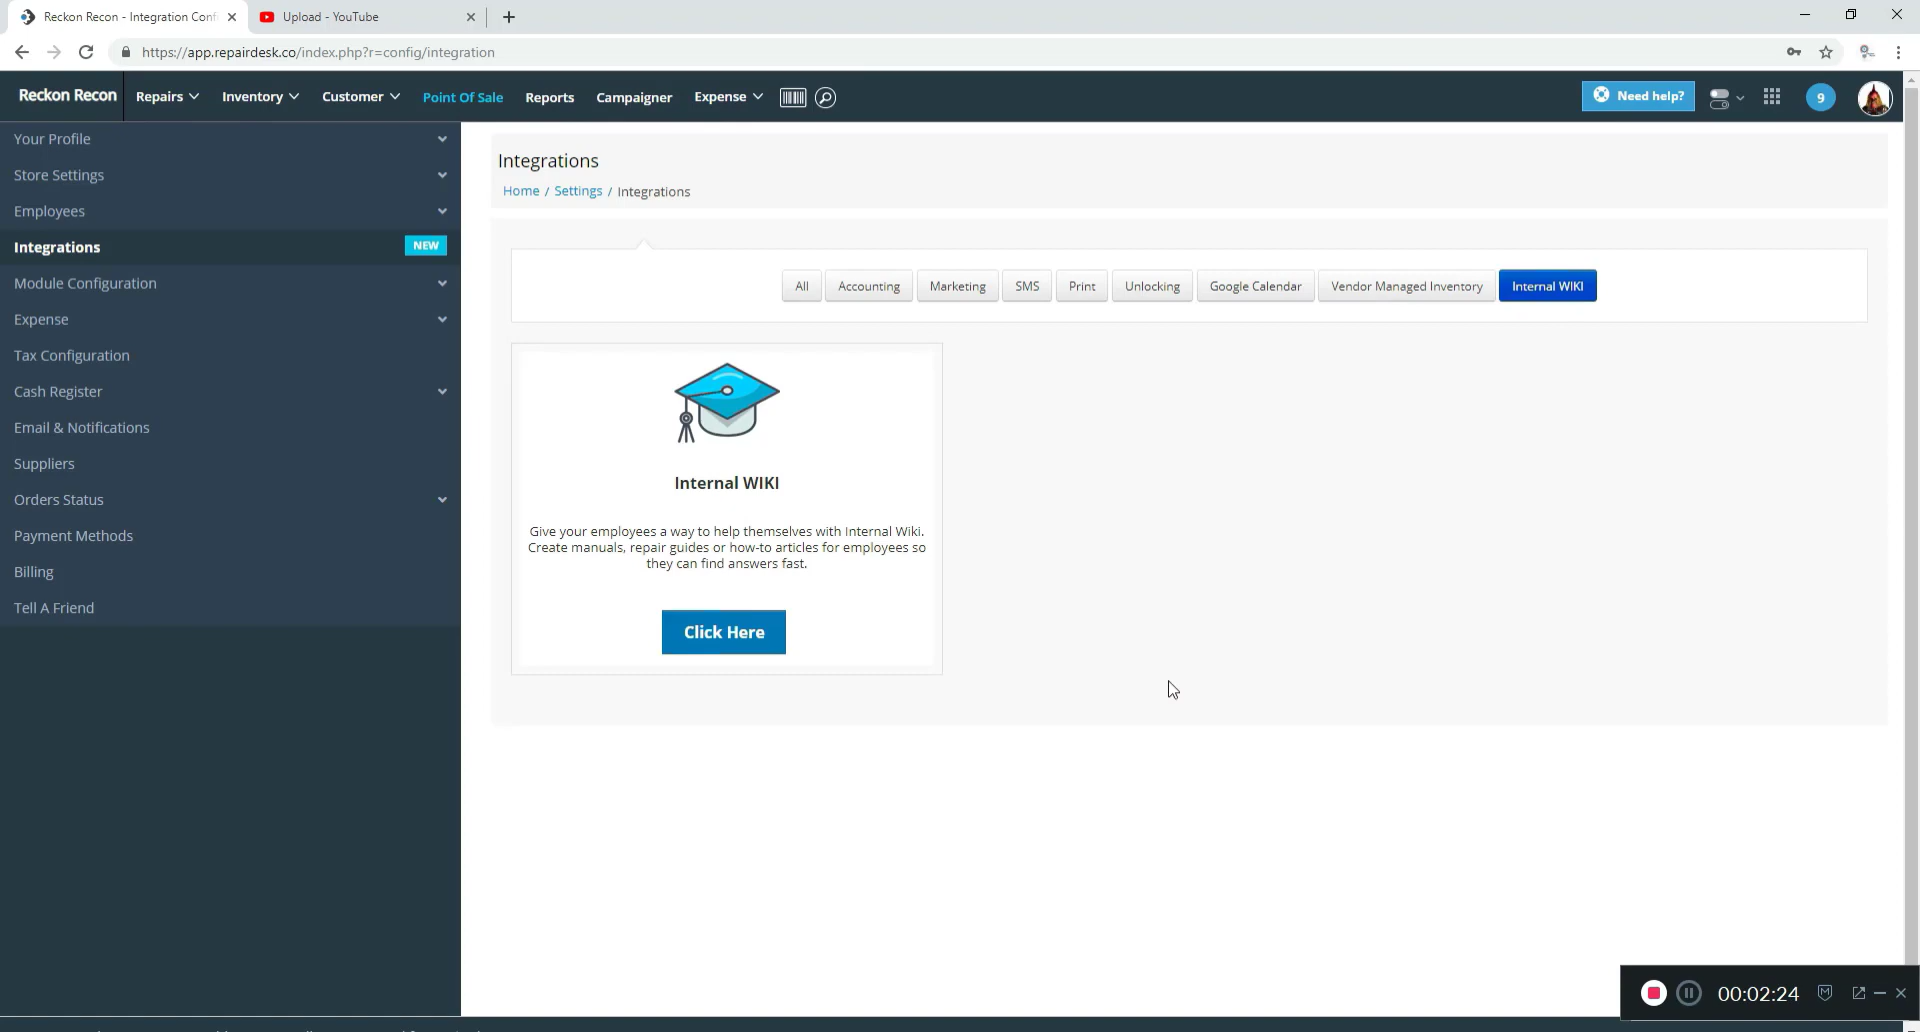 Reckon Recon - Integration Conf
Upload - YouTube
https://app.repairdesk.co/index.php?r=config/integration
Reckon Recon
Repairs
Inventory
Customer
Point Of Sale
Reports
Campaigner
Expense
Need help?
9
Your Profile
Store Settings
Employees
Integrations
NEW
Module Configuration
Expense
Tax Configuration
Cash Register
Email & Notifications
Suppliers
Orders Status
Payment Methods
Billing
Tell A Friend
Integrations
Home / Settings / Integrations
All
Accounting
Marketing
SMS
Print
Unlocking
Google Calendar
Vendor Managed Inventory
Internal WIKI
Internal WIKI
Give your employees a way to help themselves with Internal Wiki.
Create manuals, repair guides or how-to articles for employees so
they can find answers fast.
Click Here
00:02:24